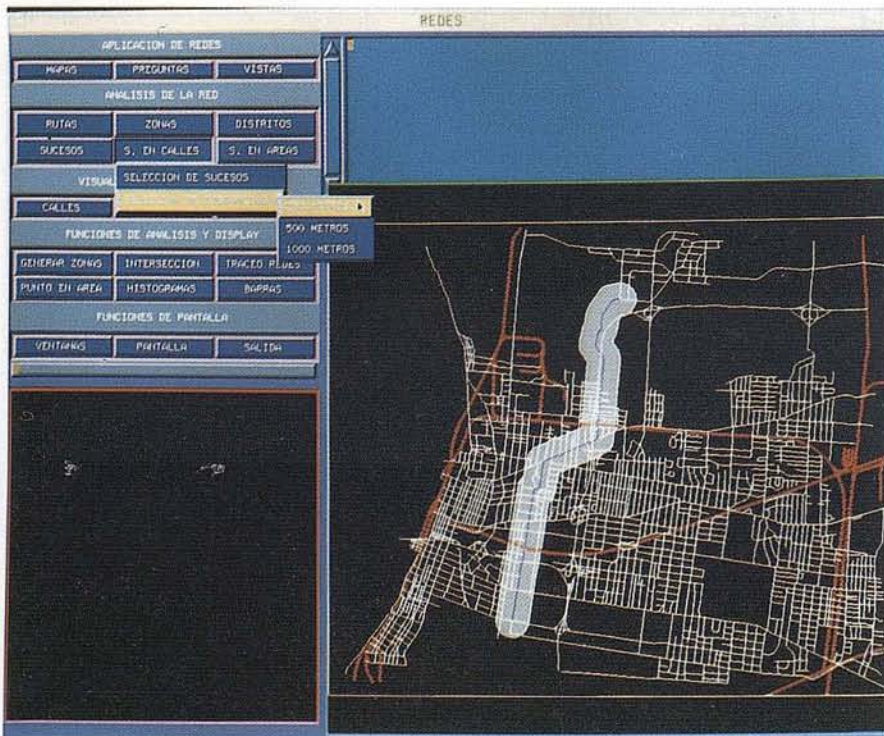 REDES
APLICACION DE REDES
MAPAS PREGUNTAS VISTAS
ANALISIS DE LA RED
RUTAS ZONAS DISTRITOS
SUCESOS S. EN CALLES S. EN AREAS
VISUAL
SELECCION DE SUCESOS
CALLES
500 METROS
FUNCIONES DE ANALISIS Y DISPLAY
1000 METROS
GENERAR ZONAS INTERSECCION TRACEO REDES
PUNTO EN AREA HISTOGRAMAS BARRAS
FUNCIONES DE PANTALLA
VENTANAS PANTALLA SALIDA